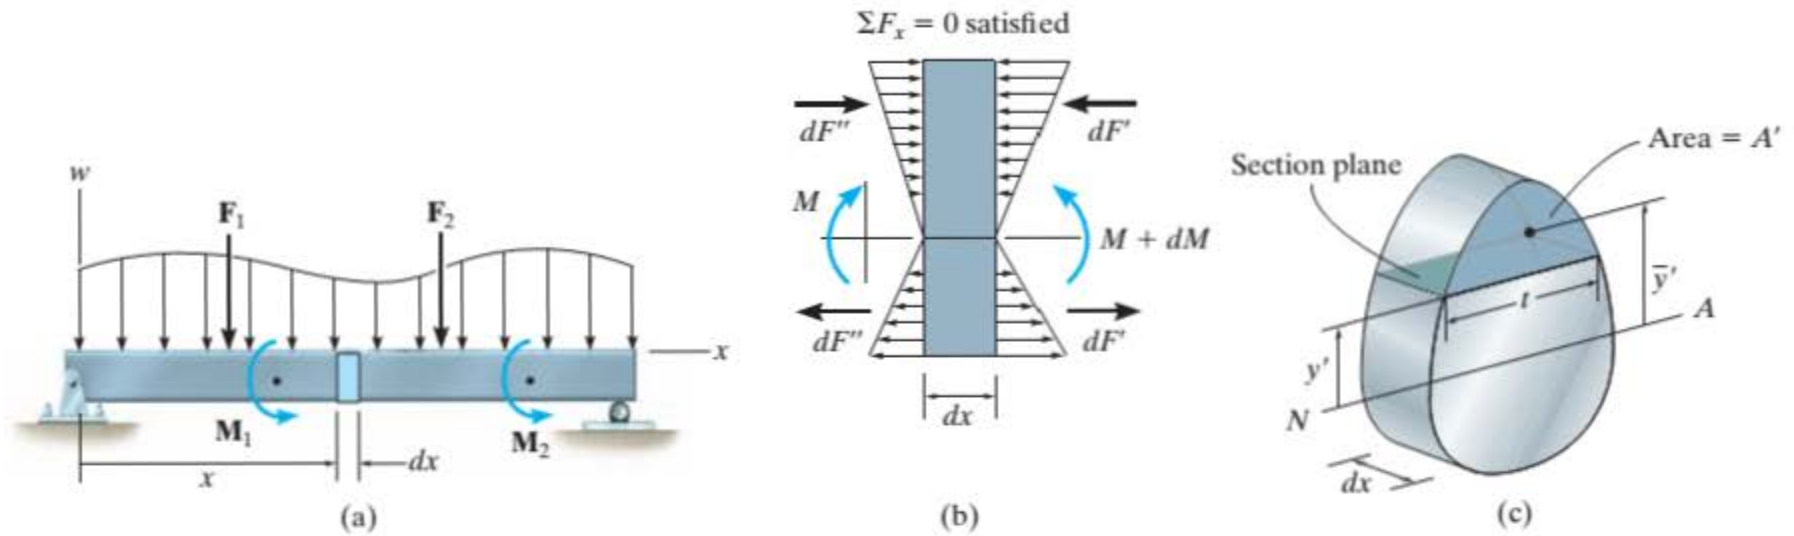 w
F₁
F₂
x
M₁
M₂
x
dx
(a)
ΣFₓ = 0 satisfied
dF″
dF′
M
M + dM
dF″
dF′
dx
(b)
Section plane
Area = A′
t
y̅′
A
y′
N
dx
(c)